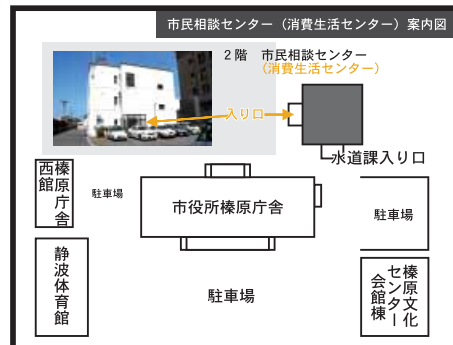 市民相談センター（消費生活センター）案内図
2階　市民相談センター
（消費生活センター）
入り口
水道課入り口
榛原庁舎
西館
駐車場
市役所榛原庁舎
駐車場
静波体育館
駐車場
榛原文化
センター
会館棟